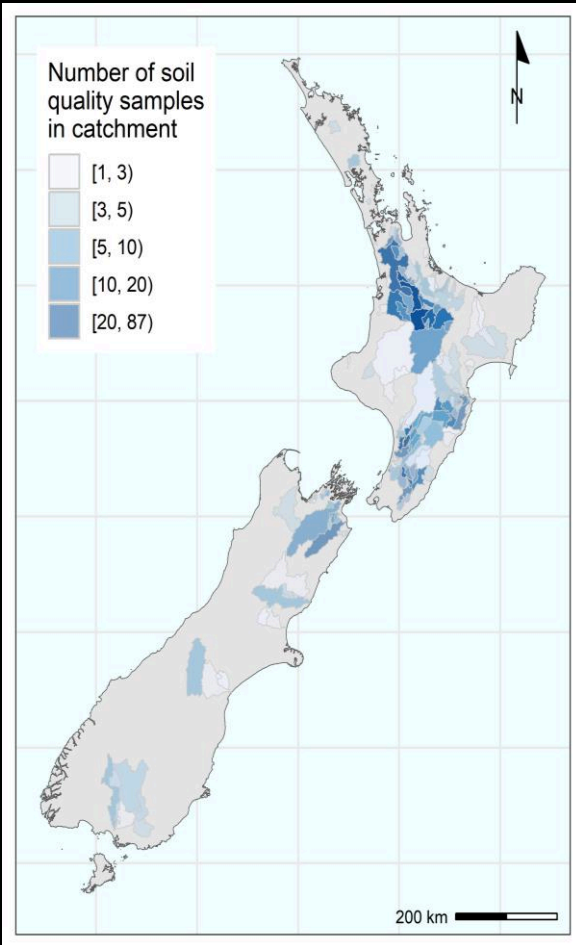 Number of soil
quality samples
in catchment
[1, 3)
[3, 5)
[5, 10)
[10, 20)
[20, 87)
N
200 km